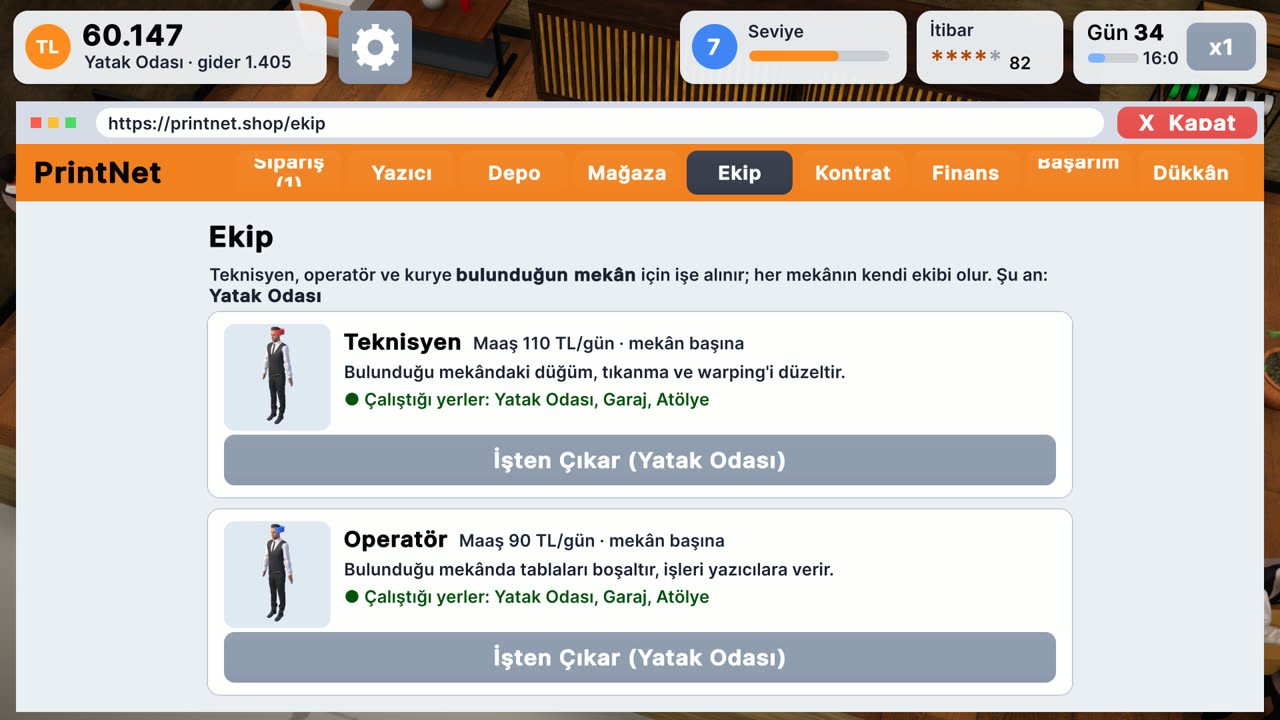 TL
60.147
Yatak Odası · gider 1.405
7
Seviye
İtibar
***** 82
Gün 34
16:0
x1
https://printnet.shop/ekip
X Kapat
PrintNet
Sipariş
(1)
Yazıcı
Depo
Mağaza
Ekip
Kontrat
Finans
Başarım
Dükkân
Ekip
Teknisyen, operatör ve kurye bulunduğun mekân için işe alınır; her mekânın kendi ekibi olur. Şu an:
Yatak Odası
Teknisyen Maaş 110 TL/gün · mekân başına
Bulunduğu mekândaki düğüm, tıkanma ve warping'i düzeltir.
● Çalıştığı yerler: Yatak Odası, Garaj, Atölye
İşten Çıkar (Yatak Odası)
Operatör Maaş 90 TL/gün · mekân başına
Bulunduğu mekânda tablaları boşaltır, işleri yazıcılara verir.
● Çalıştığı yerler: Yatak Odası, Garaj, Atölye
İşten Çıkar (Yatak Odası)